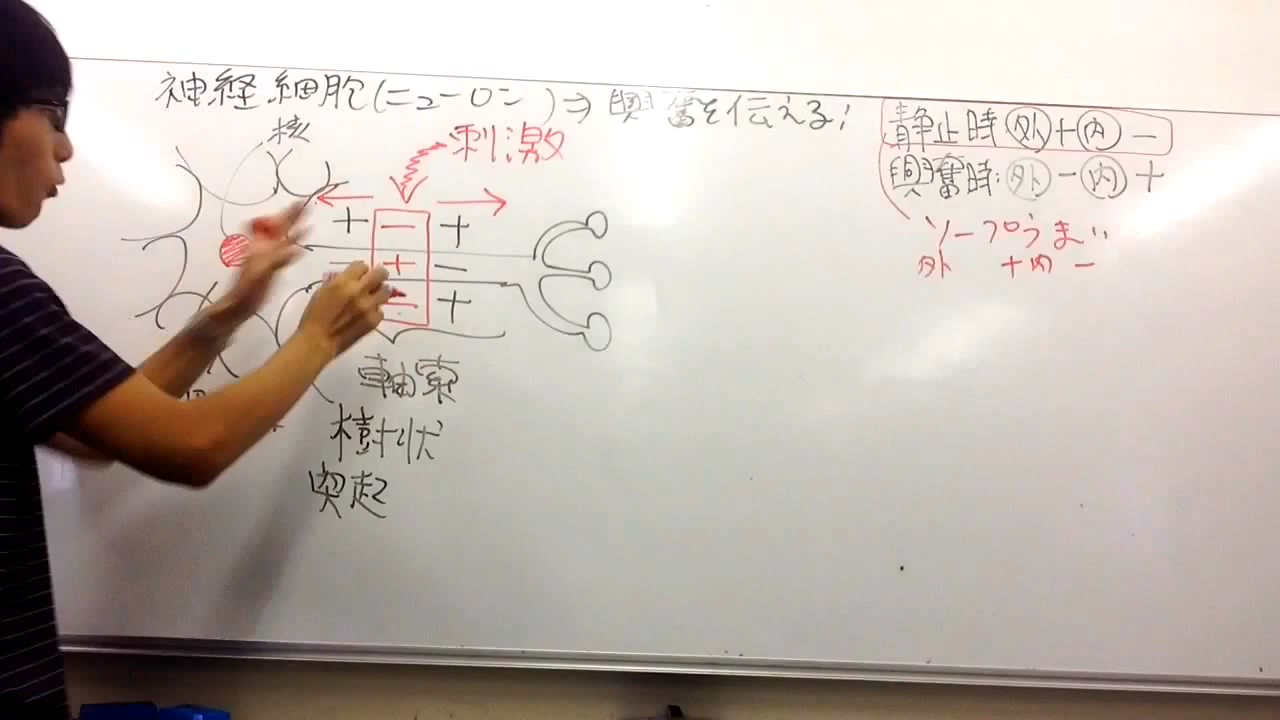 神経細胞(ニューロン)⇒興奮を伝える!
核
刺激
静止時 外+内-
興奮時:外-内+
ソープうまい
外 +内-
+ - +
- + -
- +
軸索
樹状
突起